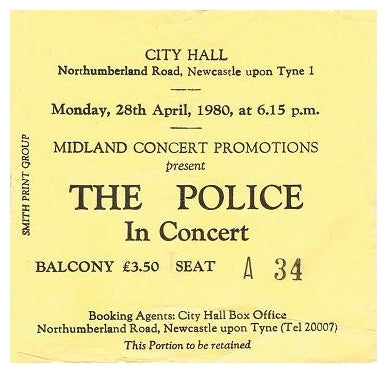 CITY HALL
Northumberland Road, Newcastle upon Tyne 1
Monday, 28th April, 1980, at 6.15 p.m.
MIDLAND CONCERT PROMOTIONS
present
THE POLICE
In Concert
BALCONY £3.50 SEAT A 34
Booking Agents: City Hall Box Office
Northumberland Road, Newcastle upon Tyne (Tel 20007)
This Portion to be retained
SMITH PRINT GROUP